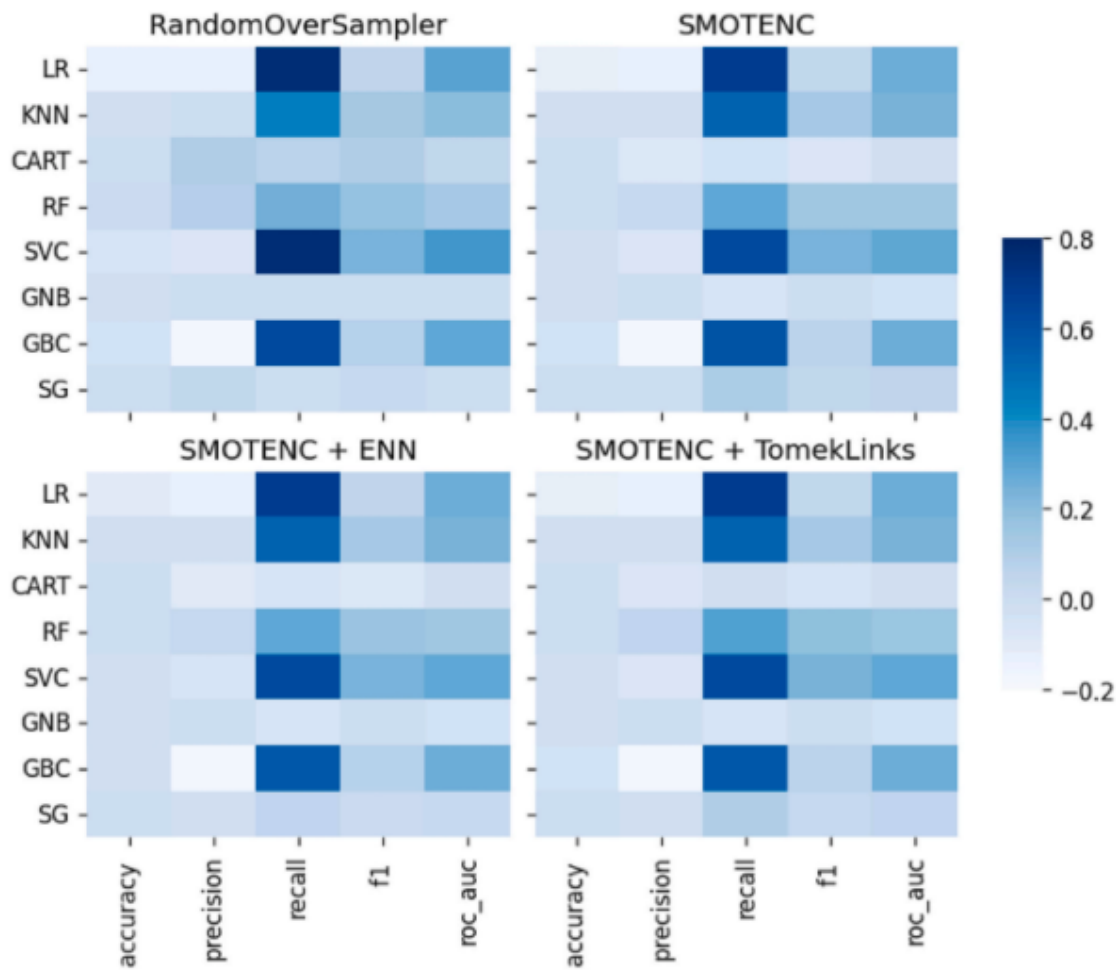 RandomOverSampler
SMOTENC
LR
KNN
CART
RF
SVC
GNB
GBC
SG
0.8
0.6
0.4
0.2
0.0
−0.2
SMOTENC + ENN
SMOTENC + TomekLinks
LR
KNN
CART
RF
SVC
GNB
GBC
SG
accuracy
precision
recall
f1
roc_auc
accuracy
precision
recall
f1
roc_auc